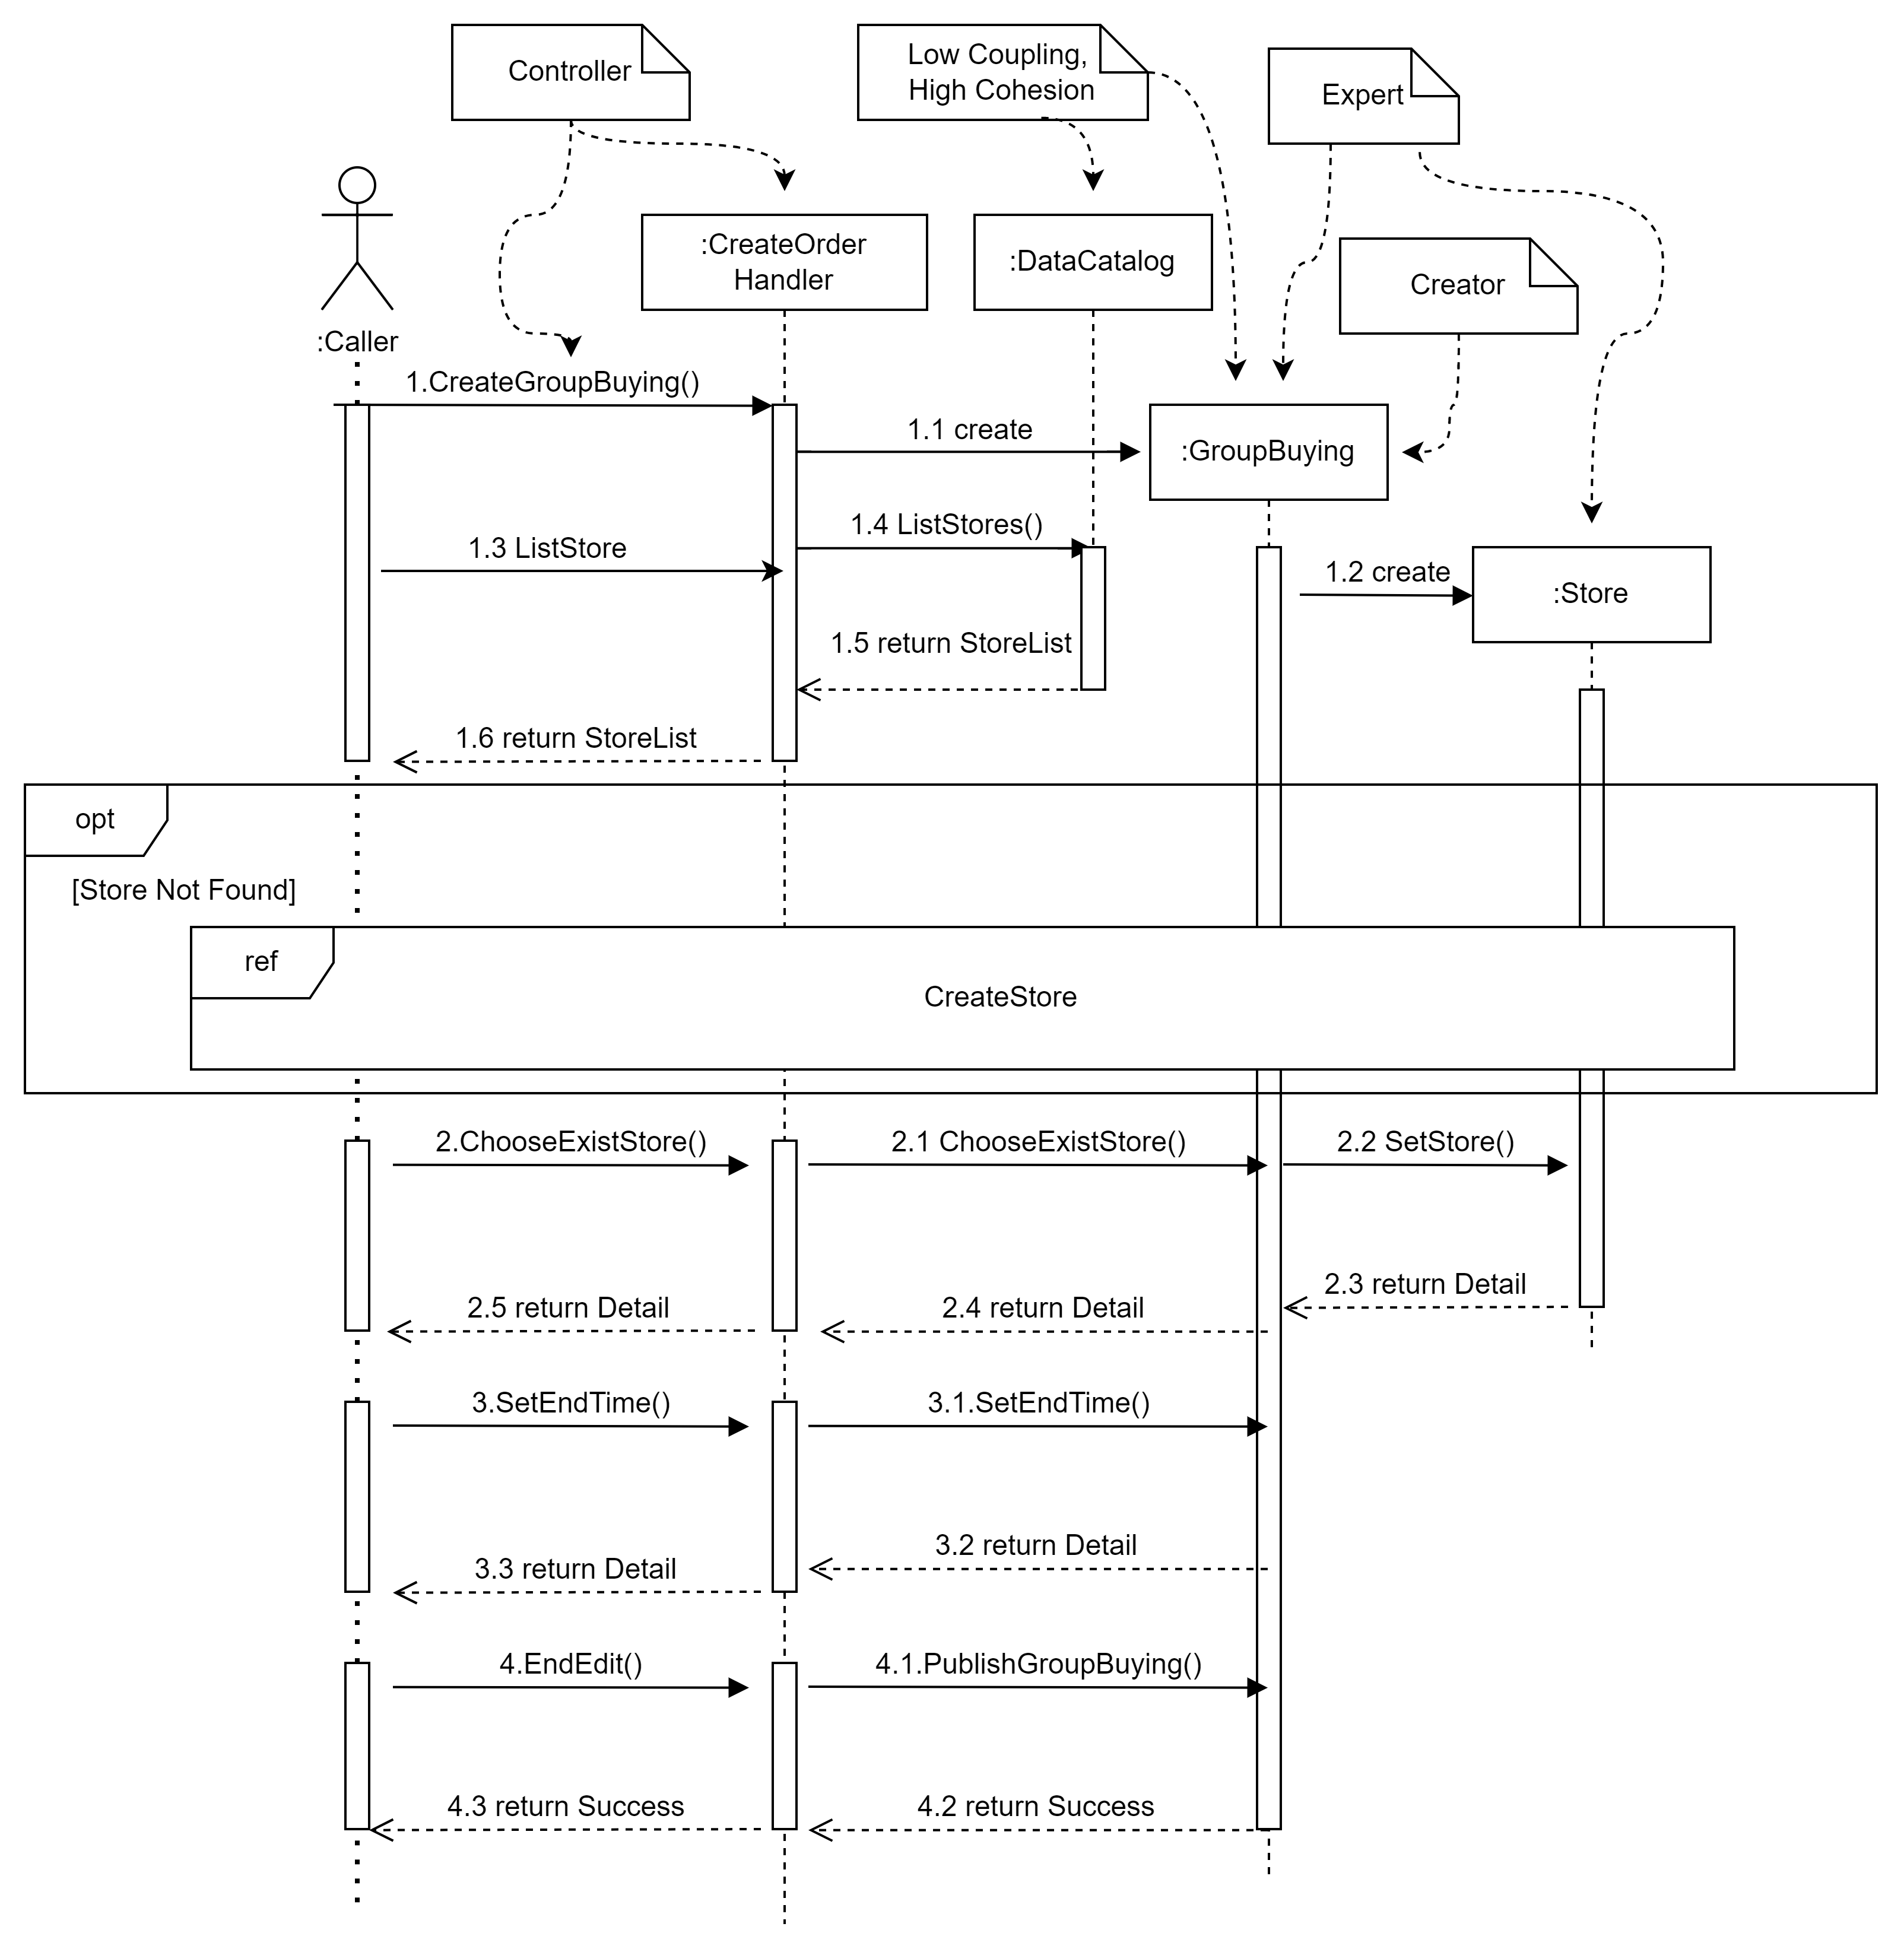 Controller
Low Coupling,
High Cohesion
Expert
:CreateOrder
Handler
:DataCatalog
Creator
:Caller
1.CreateGroupBuying()
1.1 create
:GroupBuying
1.4 ListStores()
1.3 ListStore
1.2 create
:Store
1.5 return StoreList
1.6 return StoreList
opt
[Store Not Found]
ref
CreateStore
2.ChooseExistStore()
2.1 ChooseExistStore()
2.2 SetStore()
2.3 return Detail
2.5 return Detail
2.4 return Detail
3.SetEndTime()
3.1.SetEndTime()
3.2 return Detail
3.3 return Detail
4.EndEdit()
4.1.PublishGroupBuying()
4.3 return Success
4.2 return Success